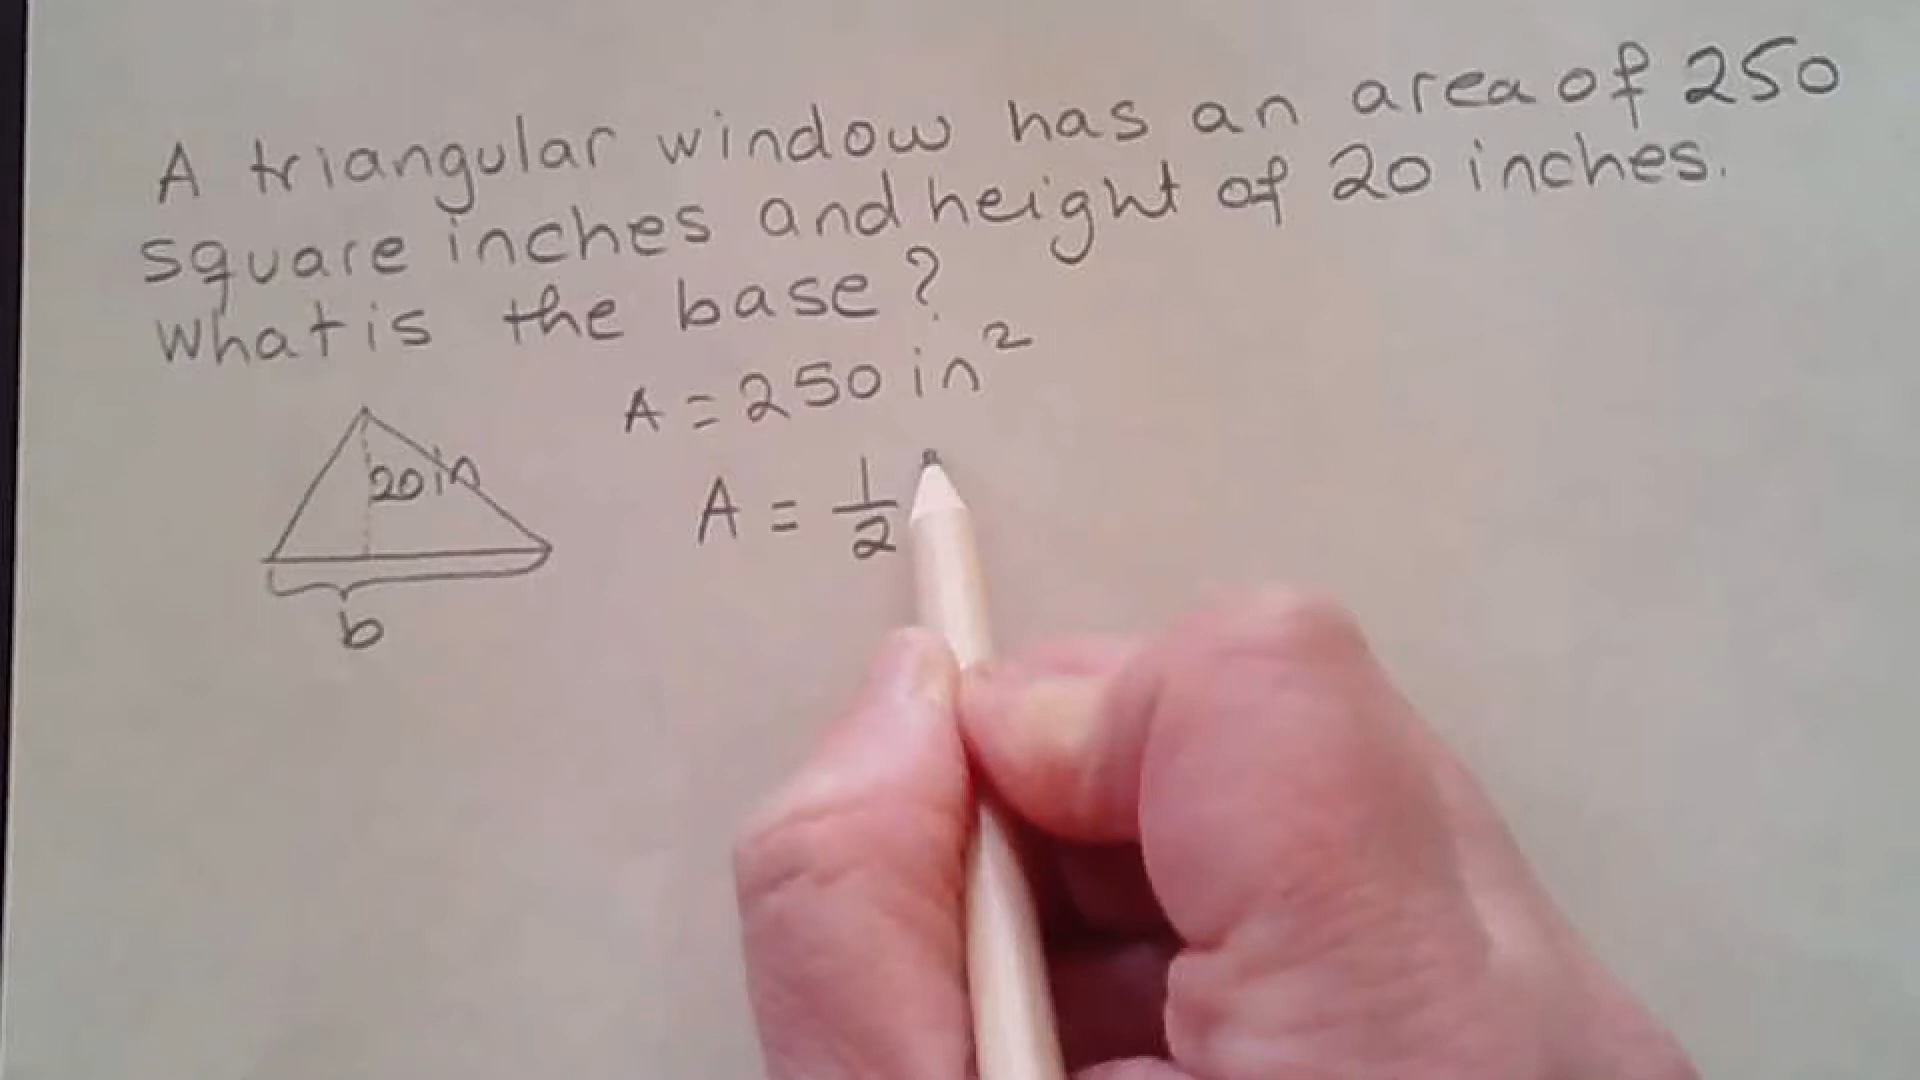 A triangular window has an area of 250
square inches and height of 20 inches.
What is the base?
A = 250 in²
20 in
A = 1/2
b